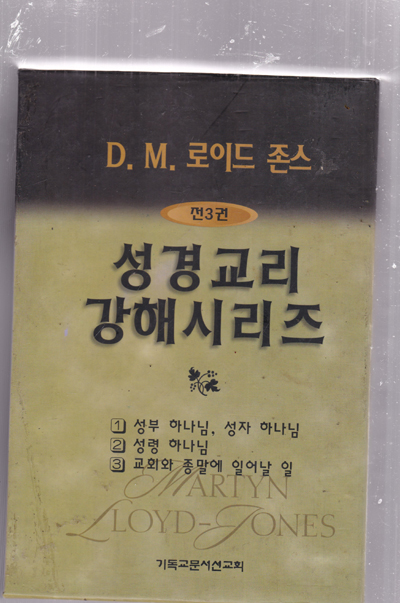 D. M. 로이드 존스
전3권
성경교리
강해시리즈
1 성부 하나님, 성자 하나님
2 성령 하나님
3 교회와 종말에 일어날 일
MARTYN
LLOYD-JONES
기독교문서선교회